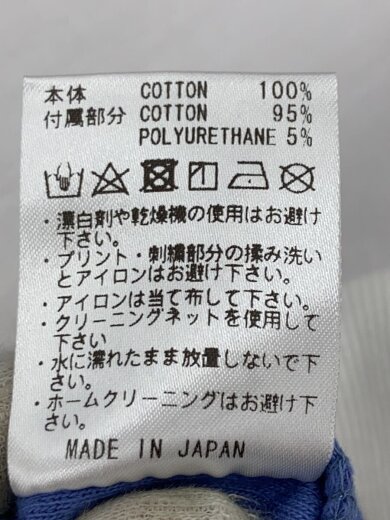 本体 COTTON 100%
付属部分 COTTON 95%
POLYURETHANE 5%
・漂白剤や乾燥機の使用はお避け
下さい。
・プリント・刺繍部分の揉み洗い
とアイロンはお避け下さい。
・アイロンは当て布して下さい。
・クリーニングネットを使用して
下さい
・水に濡れたまま放置しないで下
さい。
・ホームクリーニングはお避け下
さい。
MADE IN JAPAN